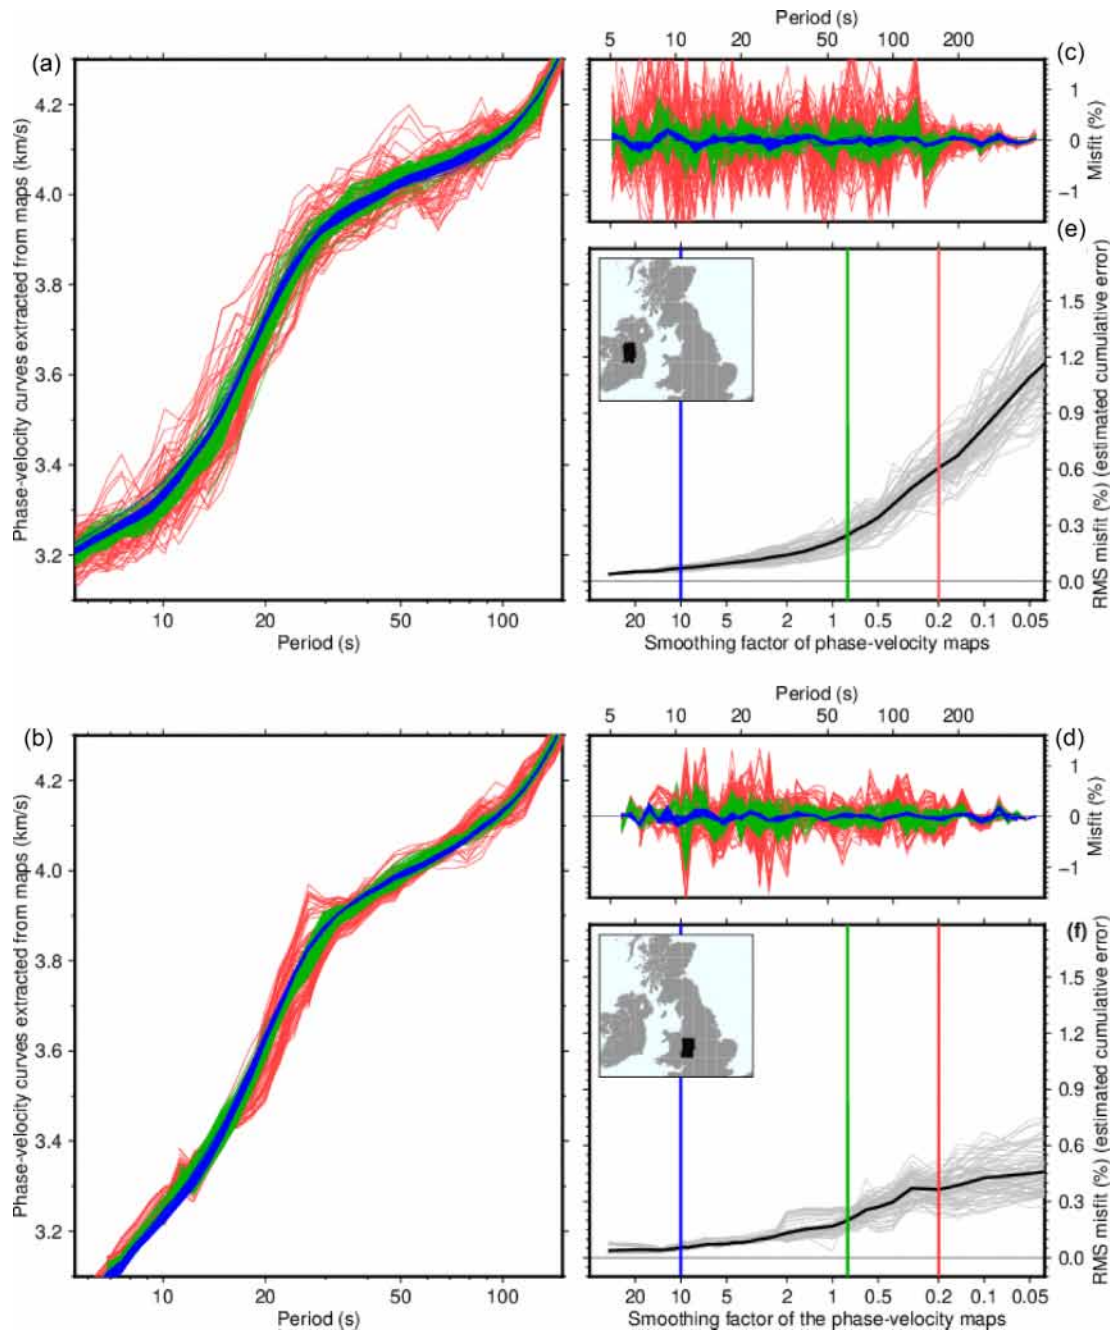 (a)
Phase-velocity curves extracted from maps (km/s)
4.2
4.0
3.8
3.6
3.4
3.2
10 20 50 100
Period (s)
Period (s)
5 10 20 50 100 200
(c)
1
0
−1
Misfit (%)
(e)
1.5
1.2
0.9
0.6
0.3
0.0
RMS misfit (%) (estimated cumulative error)
20 10 5 2 1 0.5 0.2 0.1 0.05
Smoothing factor of phase-velocity maps
(b)
Phase-velocity curves extracted from maps (km/s)
4.2
4.0
3.8
3.6
3.4
3.2
10 20 50 100
Period (s)
Period (s)
5 10 20 50 100 200
(d)
1
0
−1
Misfit (%)
(f)
1.5
1.2
0.9
0.6
0.3
0.0
RMS misfit (%) (estimated cumulative error)
20 10 5 2 1 0.5 0.2 0.1 0.05
Smoothing factor of the phase-velocity maps